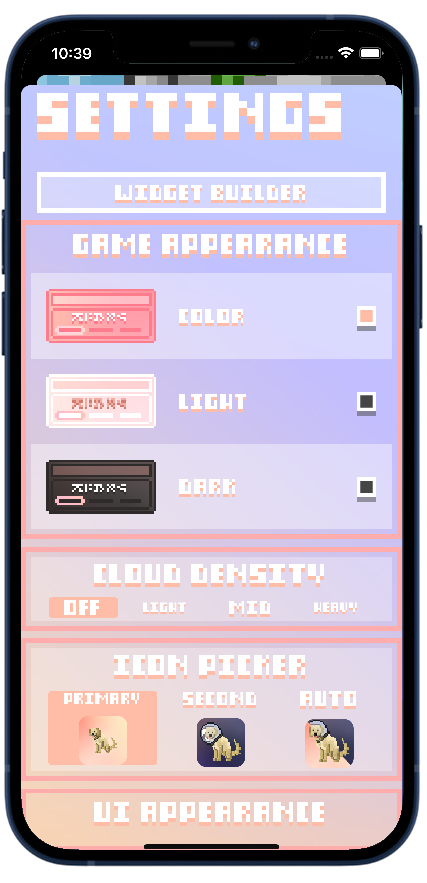 10:39
SETTINGS
WIDGET BUILDER
GAME APPEARANCE
COLOR
LIGHT
DARK
CLOUD DENSITY
OFF LIGHT MID HEAVY
ICON PICKER
PRIMARY SECOND AUTO
UI APPEARANCE